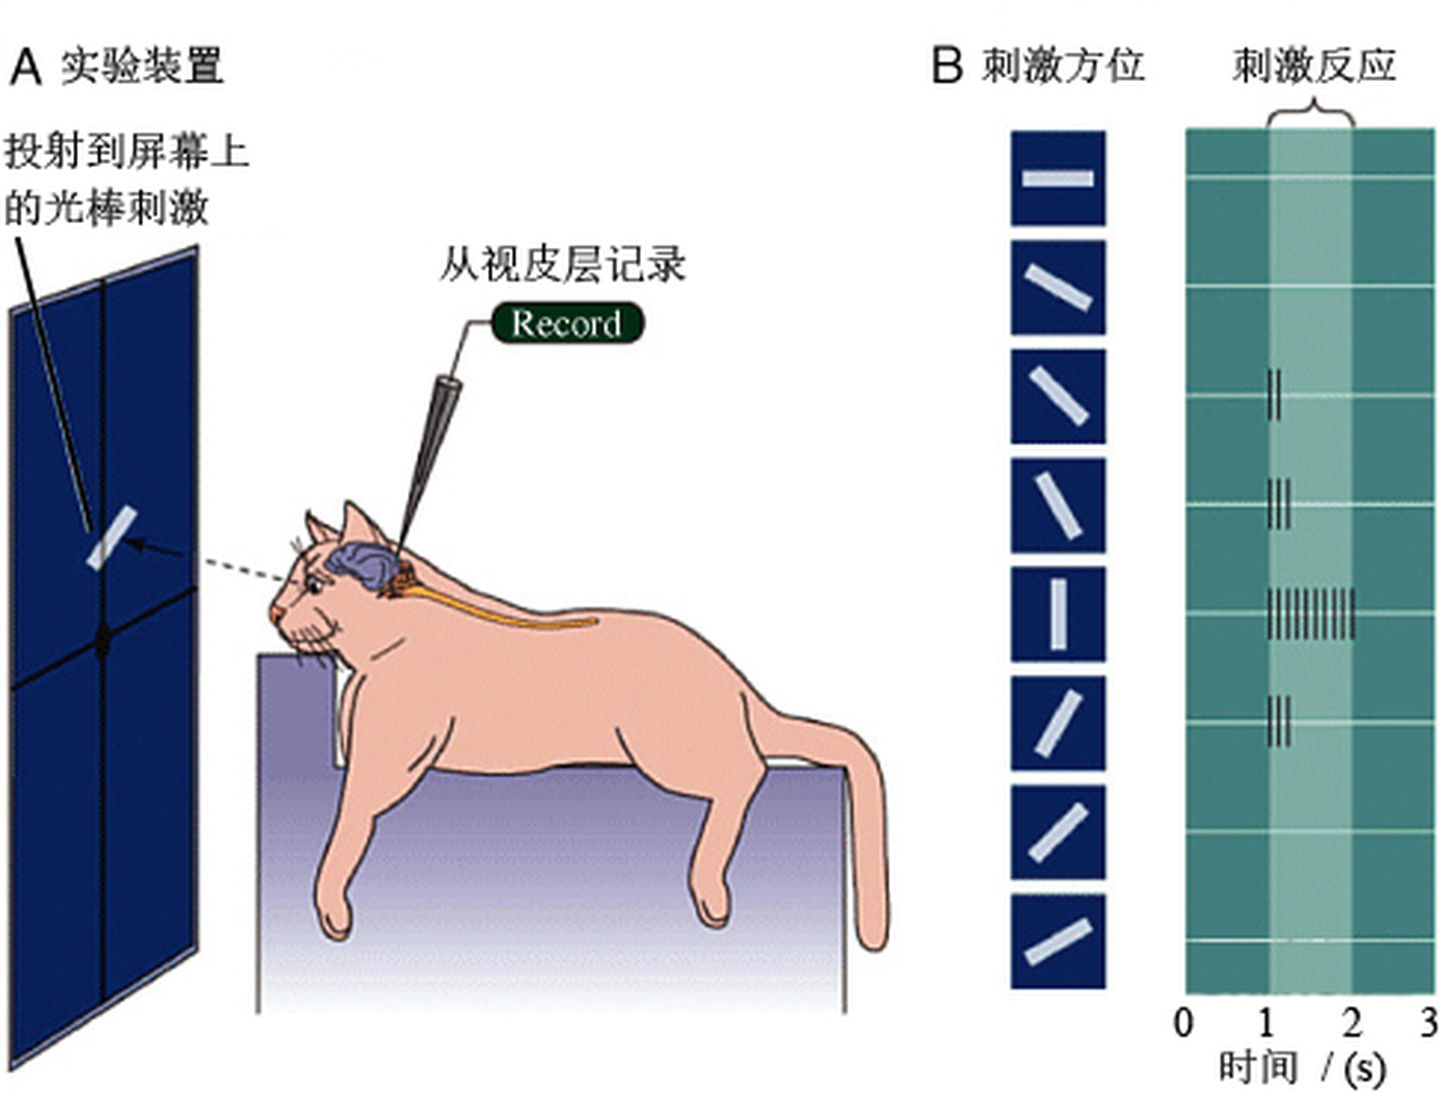 A 实验装置
投射到屏幕上
的光棒刺激
从视皮层记录
Record
B 刺激方位
刺激反应
0 1 2 3
时间 / (s)